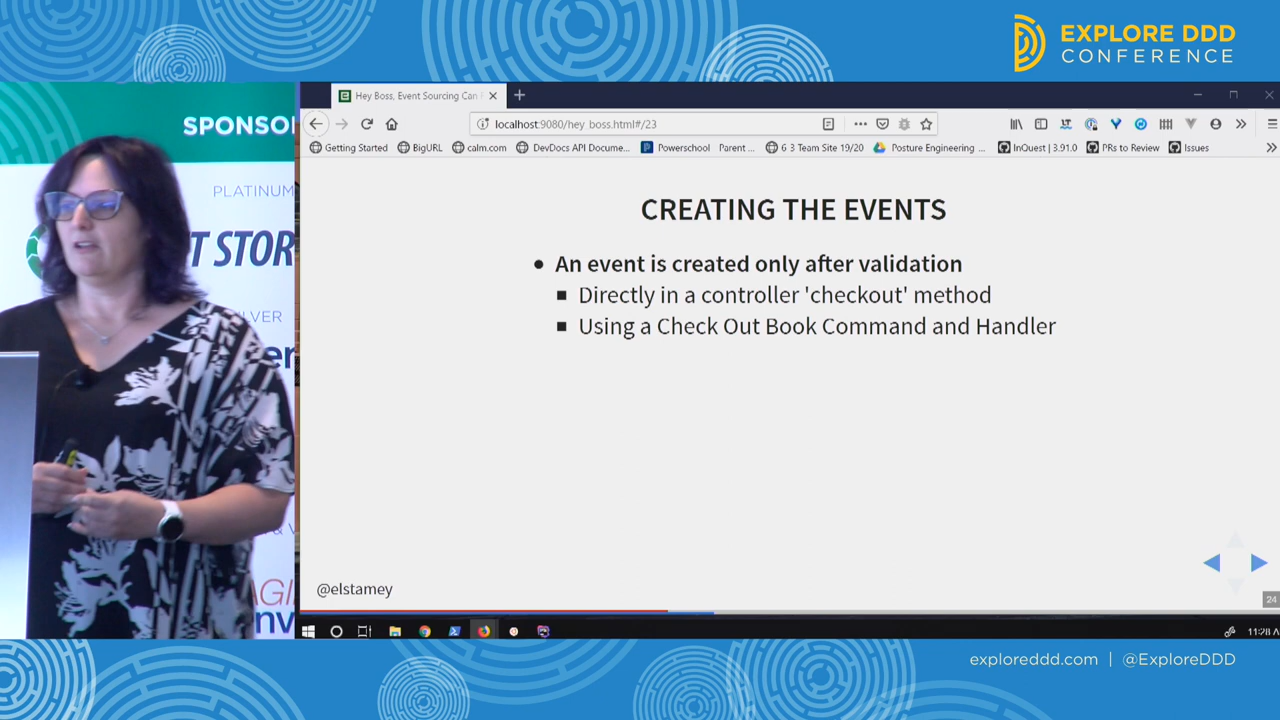 EXPLORE DDD
CONFERENCE
SPONSO
PLATINUM
T STOR
Hey Boss, Event Sourcing Can
localhost:9080/hey_boss.html#/23
Getting Started
BigURL
calm.com
DevDocs API Docume...
Powerschool
Parent ...
6 3 Team Site 19/20
Posture Engineering ...
InQuest | 3.91.0
PRs to Review
Issues
CREATING THE EVENTS
• An event is created only after validation
▪ Directly in a controller 'checkout' method
▪ Using a Check Out Book Command and Handler
@elstamey
24
11:28 A
exploreddd.com | @ExploreDDD